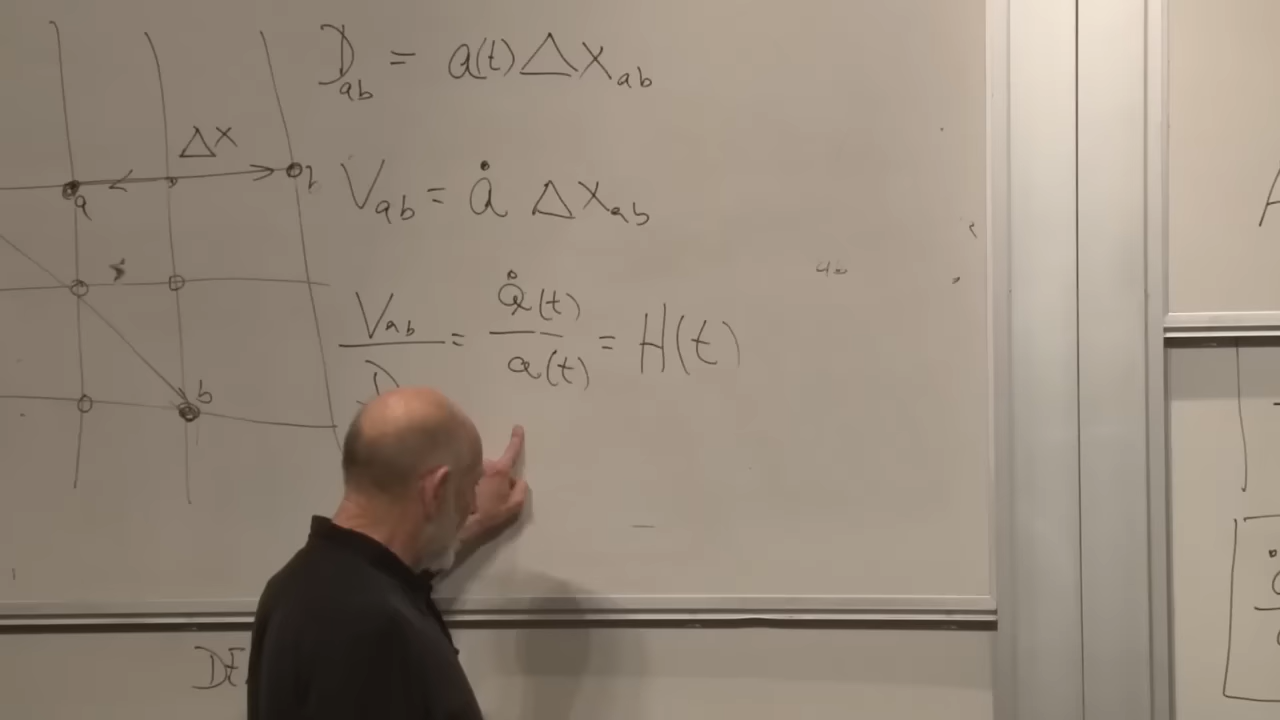 D_ab = a(t) Δx_ab
Δx
V_ab = ȧ Δx_ab
a
V_ab / D = ȧ(t) / a(t) = H(t)
b
DE